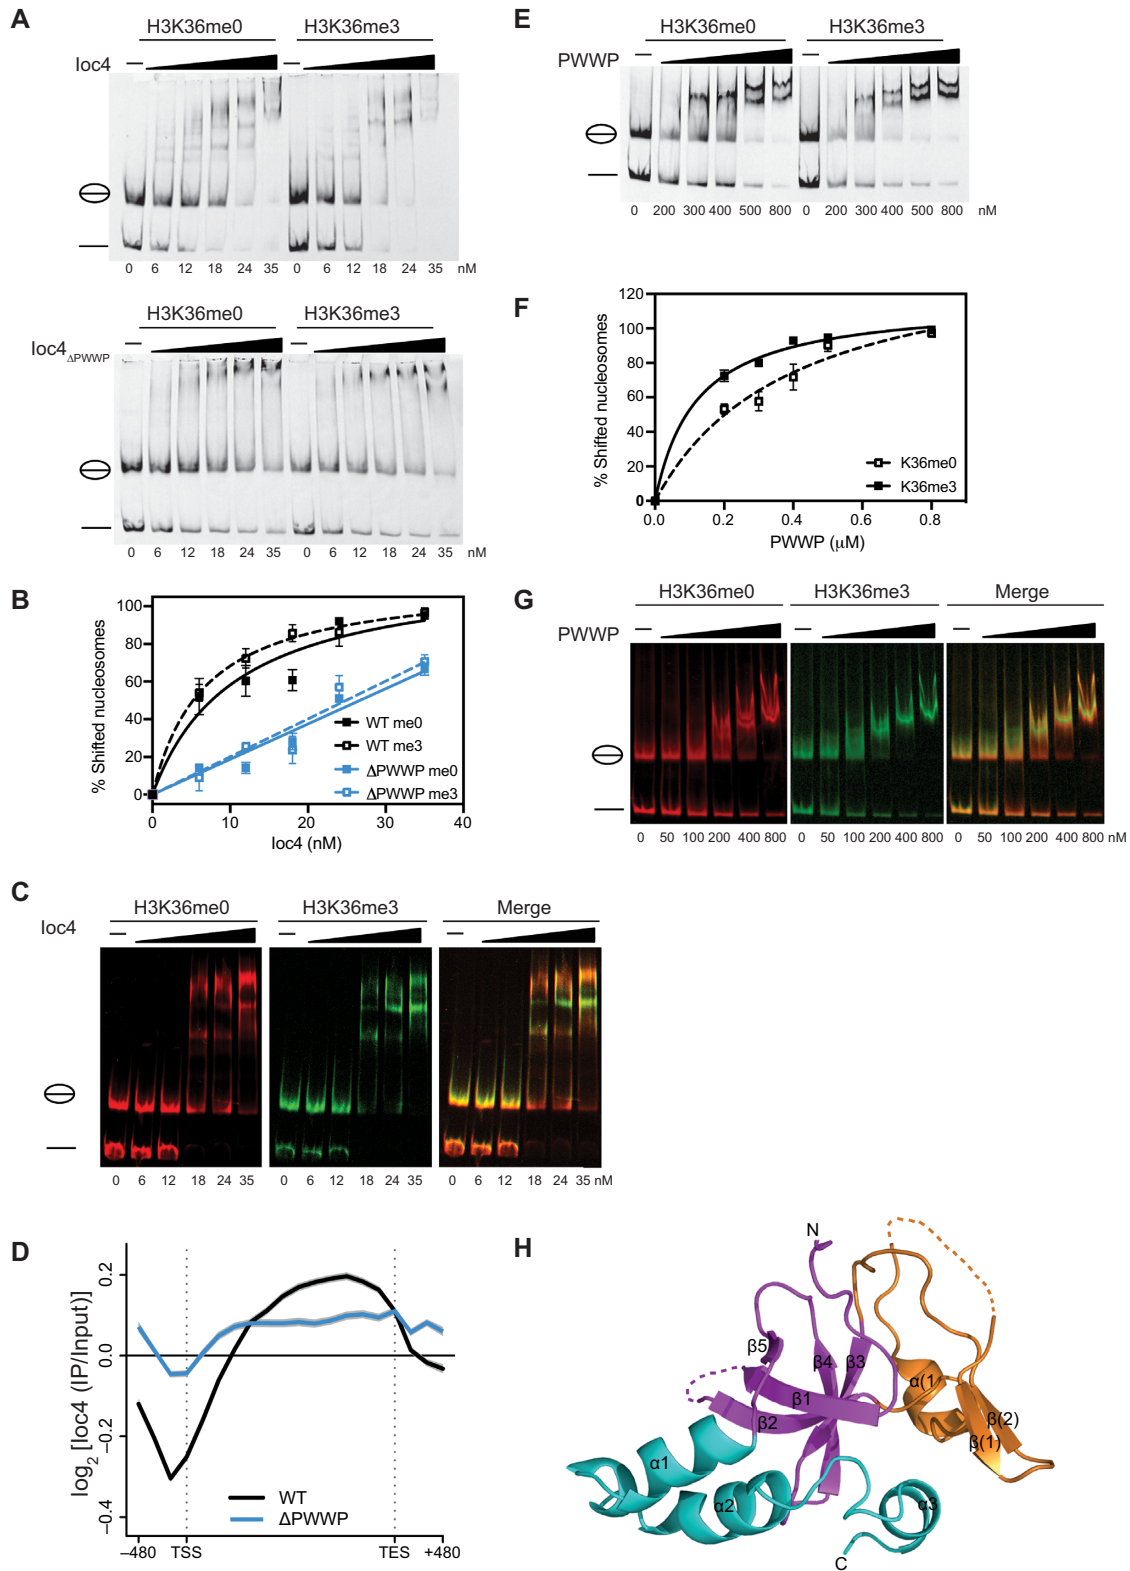 A
H3K36me0 H3K36me3
Ioc4
0 6 12 18 24 35 0 6 12 18 24 35 nM
H3K36me0 H3K36me3
Ioc4ΔPWWP
0 6 12 18 24 35 0 6 12 18 24 35 nM
B
% Shifted nucleosomes
100
80
60
40
20
0
WT me0
WT me3
ΔPWWP me0
ΔPWWP me3
0 10 20 30 40
Ioc4 (nM)
C
H3K36me0 H3K36me3 Merge
Ioc4
0 6 12 18 24 35 0 6 12 18 24 35 0 6 12 18 24 35 nM
D
log2 [Ioc4 (IP/Input)]
0.2
0.0
−0.2
−0.4
WT
ΔPWWP
−480 TSS TES +480
E
H3K36me0 H3K36me3
PWWP
0 200 300 400 500 800 0 200 300 400 500 800 nM
F
% Shifted nucleosomes
120
100
80
60
40
20
0
K36me0
K36me3
0.0 0.2 0.4 0.6 0.8
PWWP (μM)
G
H3K36me0 H3K36me3 Merge
PWWP
0 50 100 200 400 800 0 50 100 200 400 800 0 50 100 200 400 800 nM
H
N
β5 β4 β3
α(1
β1
β2
β(2)
β(1)
α1
α2
α3
C